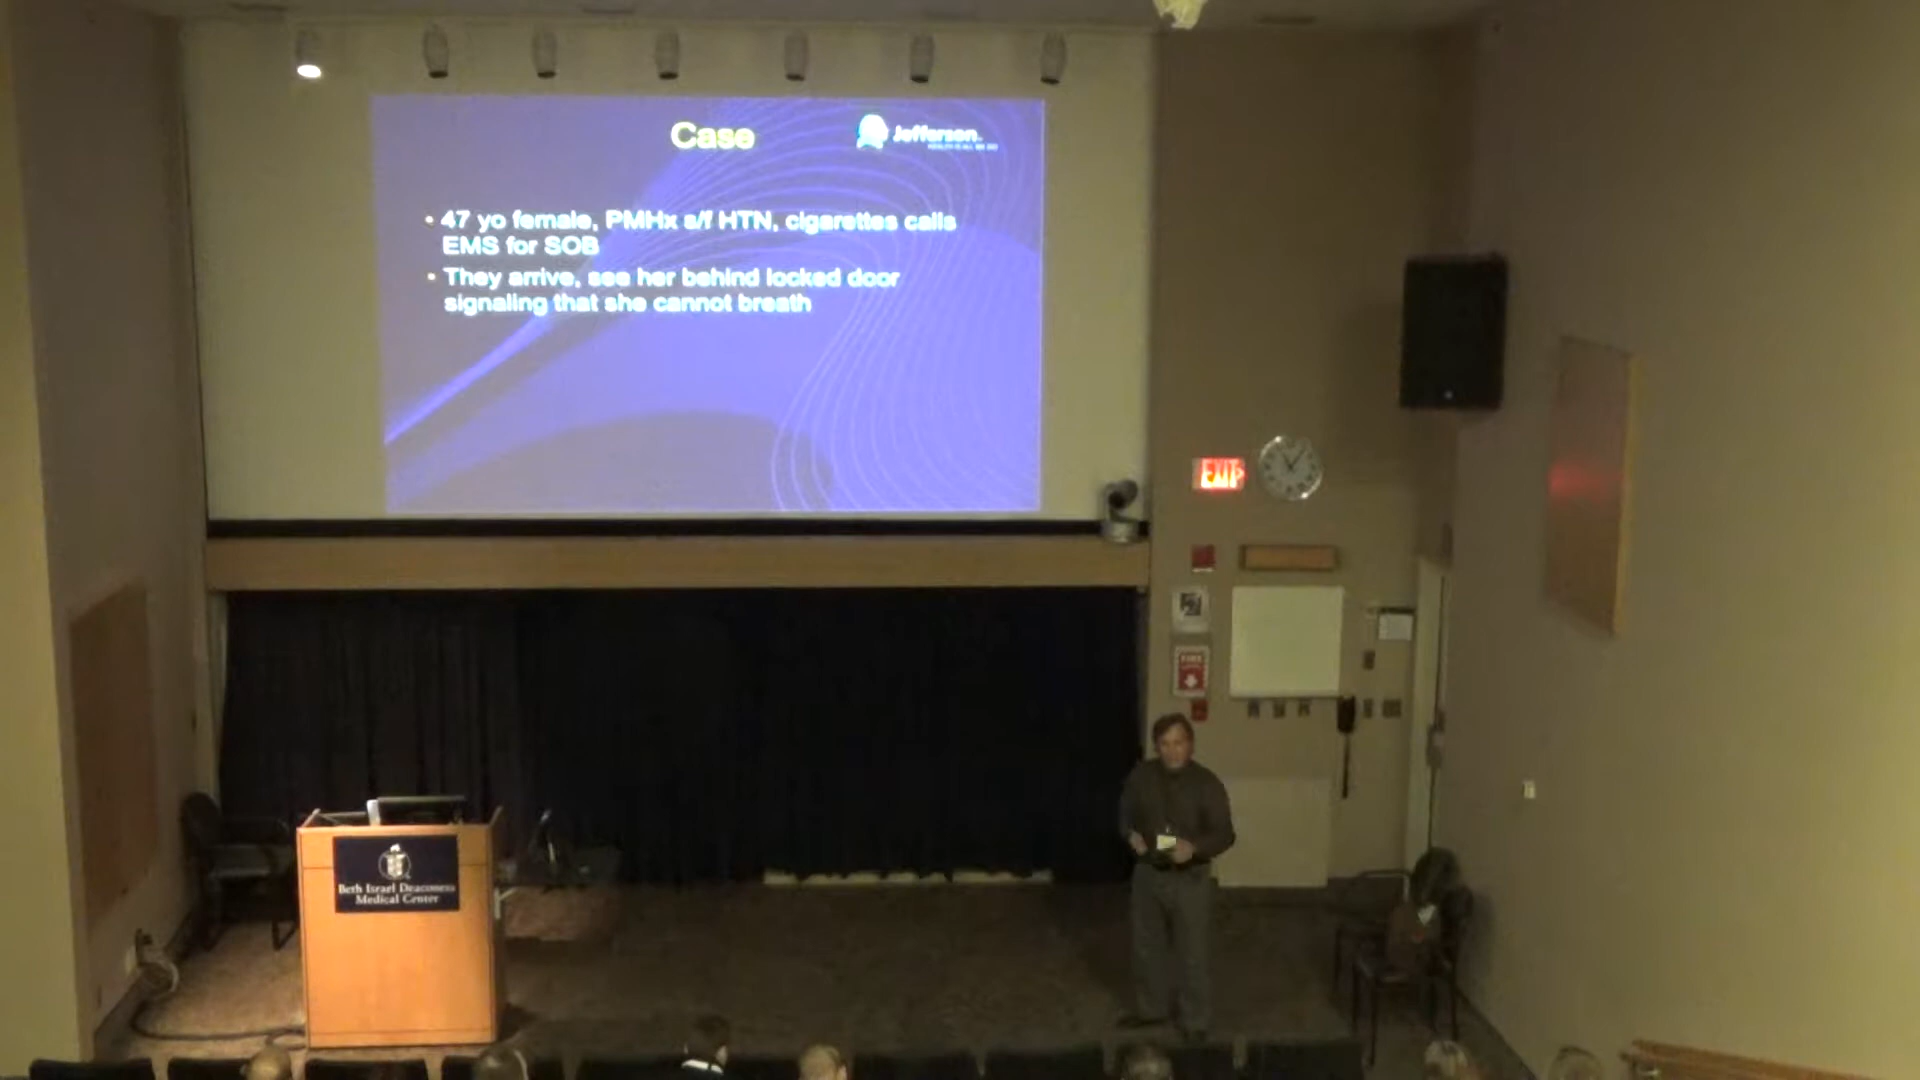 Case
Jefferson.
• 47 yo female, PMHx s/f HTN, cigarettes calls
EMS for SOB
• They arrive, see her behind locked door
signaling that she cannot breath
EXIT
FIRE
Beth Israel Deaconess
Medical Center